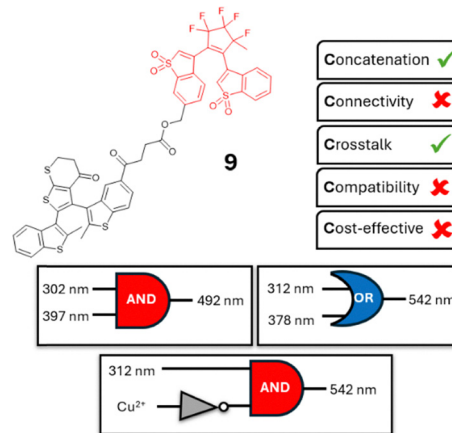 F F F F F F
S
O O
S
O O
O
O
O
O
S
O
S
S
S
9
Concatenation ✓
Connectivity ✘
Crosstalk ✓
Compatibility ✘
Cost-effective ✘
302 nm
397 nm
AND
492 nm
312 nm
378 nm
OR
542 nm
312 nm
Cu²⁺
AND
542 nm